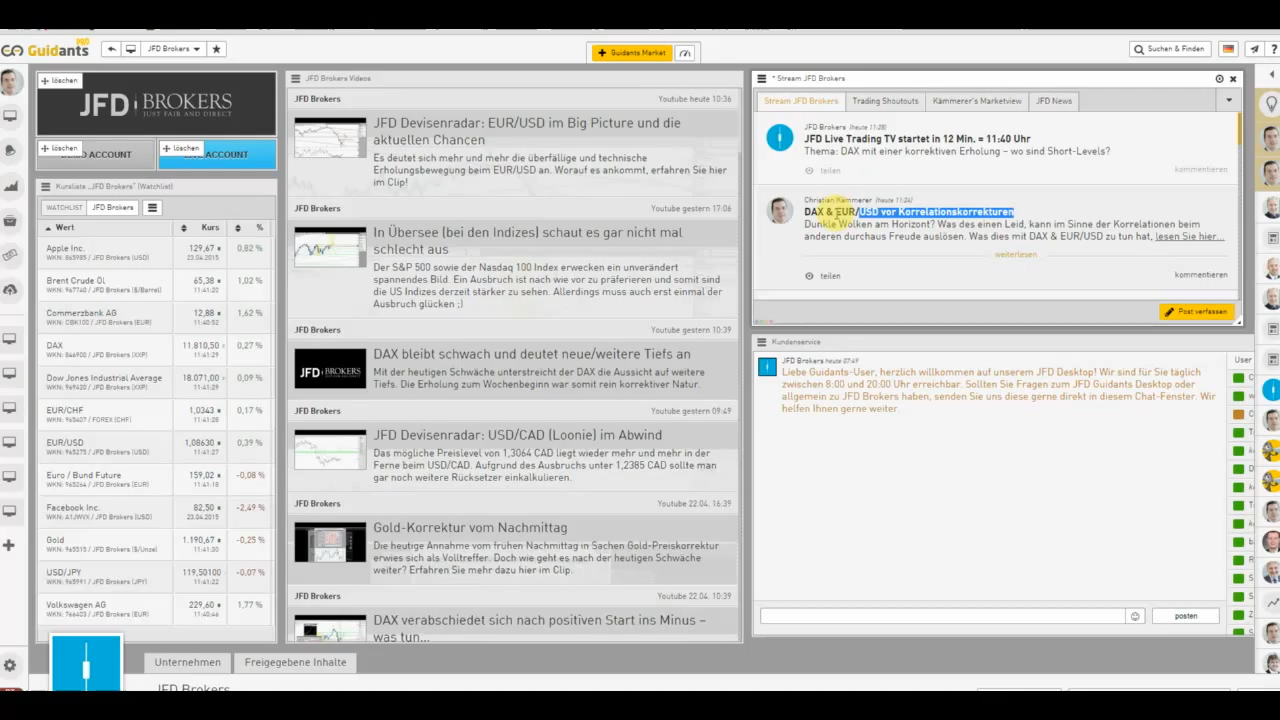 Guidants PRO
JFD Brokers
Guidants Market
Suchen & Finden
?
löschen
JFD BROKERS
JUST FAIR AND DIRECT
löschen
ACCOUNT
löschen
ACCOUNT
Kursliste „JFD Brokers" (Watchlist)
WATCHLIST
JFD Brokers
Wert Kurs %
Apple Inc. 129,67 0,82 %
WKN: 865985 / JFD Brokers (USD) 23.04.2015
Brent Crude Öl 65,38 1,02 %
WKN: 967740 / JFD Brokers ($/Barrel) 11:41:20
Commerzbank AG 12,88 1,62 %
WKN: CBK100 / JFD Brokers (EUR) 11:40:52
DAX 11.810,50 0,27 %
WKN: 846900 / JFD Brokers (XXP) 11:41:29
Dow Jones Industrial Average 18.071,00 0,09 %
WKN: 969420 / JFD Brokers (XXP) 11:41:29
EUR/CHF 1,0343 0,17 %
WKN: 965407 / FOREX (CHF) 11:41:28
EUR/USD 1,08630 0,39 %
WKN: 965275 / JFD Brokers (USD) 11:41:27
Euro / Bund Future 159,02 -0,08 %
WKN: 965264 / JFD Brokers (EUR) 11:41:18
Facebook Inc. 82,50 -2,49 %
WKN: A1JWVX / JFD Brokers (USD) 23.04.2015
Gold 1.190,67 -0,25 %
WKN: 965515 / JFD Brokers ($/Unze) 11:41:30
USD/JPY 119,50100 -0,07 %
WKN: 965991 / JFD Brokers (JPY) 11:41:22
Volkswagen AG 229,60 1,77 %
WKN: 766403 / JFD Brokers (EUR) 11:40:46
JFD Brokers Videos
JFD Brokers Youtube heute 10:36
JFD Devisenradar: EUR/USD im Big Picture und die
aktuellen Chancen
Es deutet sich mehr und mehr die überfällige und technische
Erholungsbewegung beim EUR/USD an. Worauf es ankommt, erfahren Sie hier
im Clip!
JFD Brokers Youtube gestern 17:06
In Übersee (bei den Indizes) schaut es gar nicht mal
schlecht aus
Der S&P 500 sowie der Nasdaq 100 Index erwecken ein unverändert
spannendes Bild. Ein Ausbruch ist nach wie vor zu präferieren und somit sind
die US Indizes derzeit stärker zu sehen. Allerdings muss auch erst einmal der
Ausbruch glücken ;)
JFD Brokers Youtube gestern 10:39
JFD BROKERS
DAX bleibt schwach und deutet neue/weitere Tiefs an
Mit der heutigen Schwäche unterstreicht der DAX die Aussicht auf weitere
Tiefs. Die Erholung zum Wochenbeginn war somit rein korrektiver Natur.
JFD Brokers Youtube gestern 09:49
JFD Devisenradar: USD/CAD (Loonie) im Abwind
Das mögliche Preislevel von 1,3064 CAD liegt wieder mehr und mehr in der
Ferne beim USD/CAD. Aufgrund des Ausbruchs unter 1,2385 CAD sollte man
gar noch weitere Rücksetzer einkalkulieren.
JFD Brokers Youtube 22.04. 16:39
Gold-Korrektur vom Nachmittag
Die heutige Annahme vom frühen Nachmittag in Sachen Gold-Preiskorrektur
erwies sich als Volltreffer. Doch wie geht es nach der heutigen Schwäche
weiter? Erfahren Sie mehr dazu hier im Clip.
JFD Brokers Youtube 22.04. 10:39
DAX verabschiedet sich nach positiven Start ins Minus –
was tun...
* Stream JFD Brokers
Stream JFD Brokers
Trading Shoutouts
Kämmerer's Marketview
JFD News
JFD Brokers (heute 11:28)
JFD Live Trading TV startet in 12 Min. = 11:40 Uhr
Thema: DAX mit einer korrektiven Erholung – wo sind Short-Levels?
teilen kommentieren
Christian Kämmerer (heute 11:24)
DAX & EUR/USD vor Korrelationskorrekturen
Dunkle Wolken am Horizont? Was des einen Leid, kann im Sinne der Korrelationen beim
anderen durchaus Freude auslösen. Was dies mit DAX & EUR/USD zu tun hat, lesen Sie hier...
weiterlesen
teilen kommentieren
Post verfassen
Kundenservice
JFD Brokers heute 07:49
Liebe Guidants-User, herzlich willkommen auf unserem JFD Desktop! Wir sind für Sie täglich
zwischen 8:00 und 20:00 Uhr erreichbar. Sollten Sie Fragen zum JFD Guidants Desktop oder
allgemein zu JFD Brokers haben, senden Sie uns diese gerne direkt in diesem Chat-Fenster. Wir
helfen Ihnen gerne weiter.
User
posten
Unternehmen
Freigegebene Inhalte
JFD Brokers